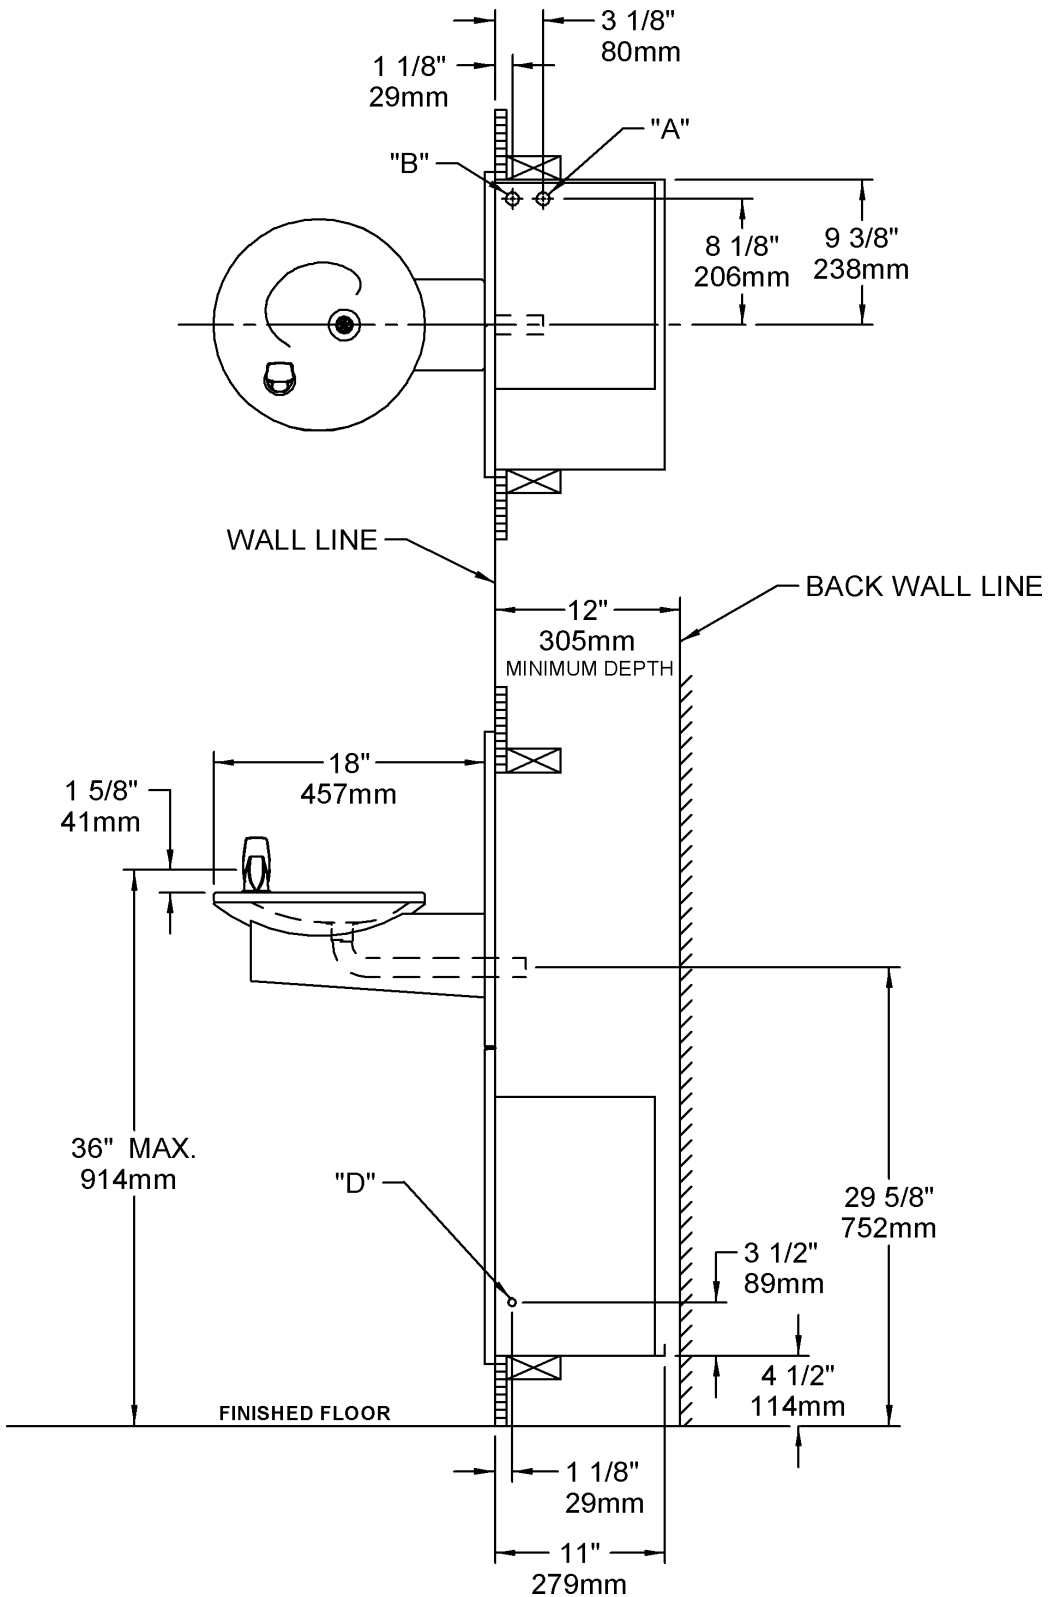 3 1/8"
80mm
1 1/8"
29mm
"A"
"B"
8 1/8"
206mm
9 3/8"
238mm
WALL LINE
BACK WALL LINE
12"
305mm
MINIMUM DEPTH
18"
457mm
1 5/8"
41mm
36" MAX.
914mm
"D"
29 5/8"
752mm
3 1/2"
89mm
4 1/2"
114mm
FINISHED FLOOR
1 1/8"
29mm
11"
279mm